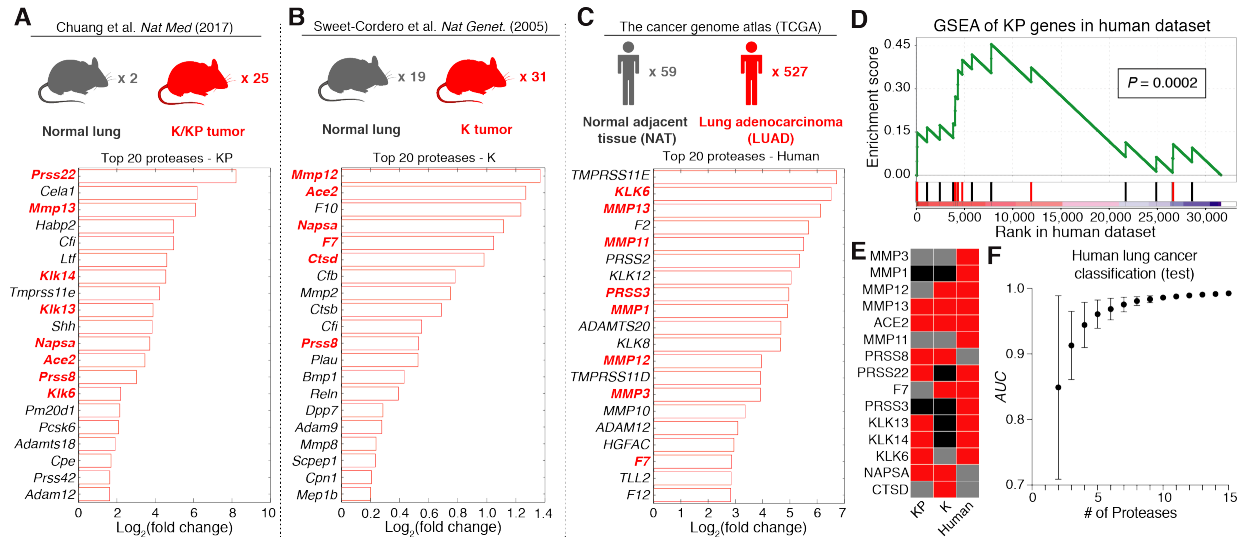 A
Chuang et al. Nat Med (2017)
x 2
x 25
Normal lung
K/KP tumor
Top 20 proteases - KP
Prss22
Cela1
Mmp13
Habp2
Cfi
Ltf
Klk14
Tmprss11e
Klk13
Shh
Napsa
Ace2
Prss8
Klk6
Pm20d1
Pcsk6
Adamts18
Cpe
Prss42
Adam12
0 2 4 6 8 10
Log2(fold change)
B
Sweet-Cordero et al. Nat Genet. (2005)
x 19
x 31
Normal lung
K tumor
Top 20 proteases - K
Mmp12
Ace2
F10
Napsa
F7
Ctsd
Cfb
Mmp2
Ctsb
Cfi
Prss8
Plau
Bmp1
Reln
Dpp7
Adam9
Mmp8
Scpep1
Cpn1
Mep1b
0 0.2 0.4 0.6 0.8 1.0 1.2 1.4
Log2(fold change)
C
The cancer genome atlas (TCGA)
x 59
x 527
Normal adjacent
tissue (NAT)
Lung adenocarcinoma
(LUAD)
Top 20 proteases - Human
TMPRSS11E
KLK6
MMP13
F2
MMP11
PRSS2
KLK12
PRSS3
MMP1
ADAMTS20
KLK8
MMP12
TMPRSS11D
MMP3
MMP10
ADAM12
HGFAC
F7
TLL2
F12
0 1 2 3 4 5 6 7
Log2(fold change)
D
GSEA of KP genes in human dataset
Enrichment score
0.45
0.30
0.15
0.00
P = 0.0002
0 5,000 10,000 15,000 20,000 25,000 30,000
Rank in human dataset
E
MMP3
MMP1
MMP12
MMP13
ACE2
MMP11
PRSS8
PRSS22
F7
PRSS3
KLK13
KLK14
KLK6
NAPSA
CTSD
KP
K
Human
F
Human lung cancer
classification (test)
AUC
1.0
0.9
0.8
0.7
0 5 10 15
# of Proteases